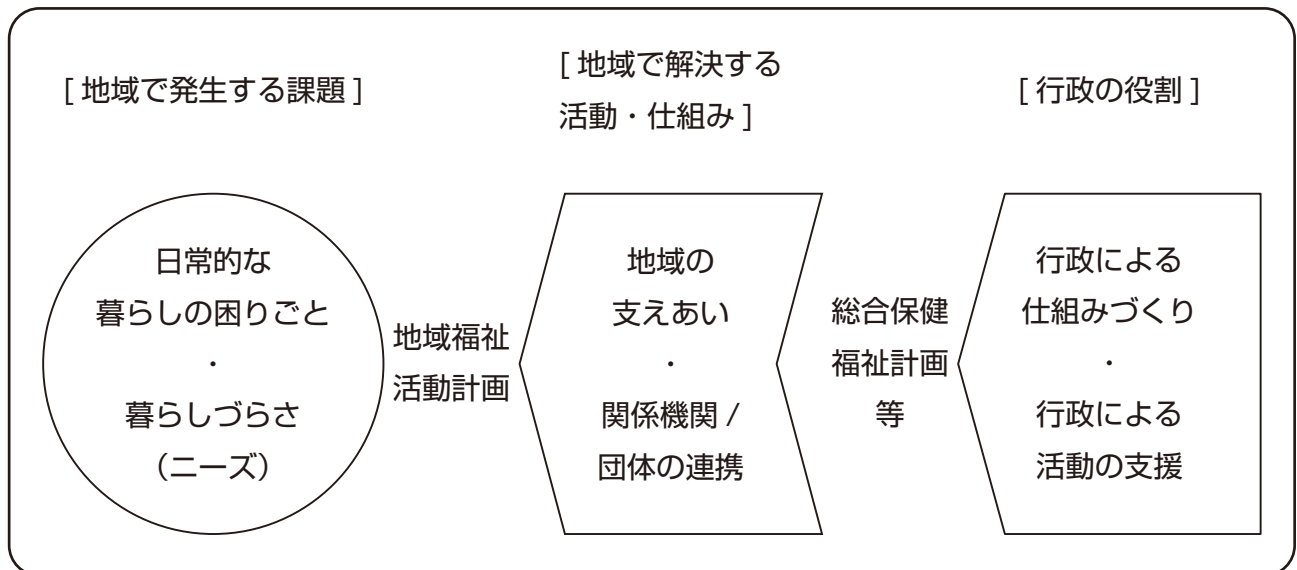 [ 地域で発生する課題 ]
[ 地域で解決する
活動・仕組み ]
[ 行政の役割 ]
日常的な
暮らしの困りごと
・
暮らしづらさ
（ニーズ）
地域福祉
活動計画
地域の
支えあい
・
関係機関 /
団体の連携
総合保健
福祉計画
等
行政による
仕組みづくり
・
行政による
活動の支援